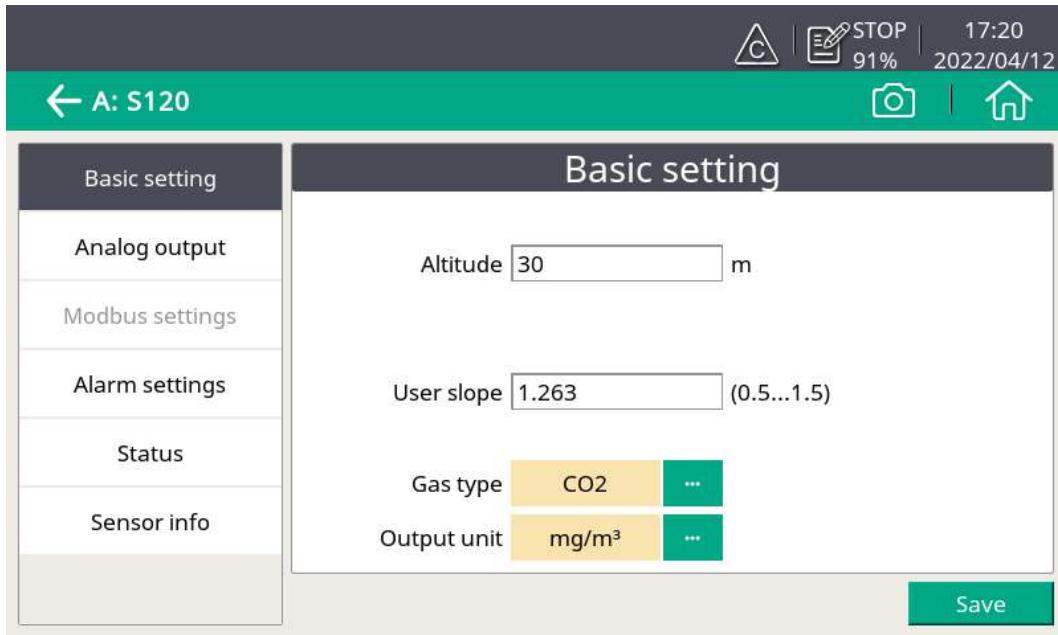 C
STOP
91%
17:20
2022/04/12
A: S120
Basic setting
Analog output
Modbus settings
Alarm settings
Status
Sensor info
Basic setting
Altitude 30 m
User slope 1.263 (0.5...1.5)
Gas type CO2 ...
Output unit mg/m³ ...
Save